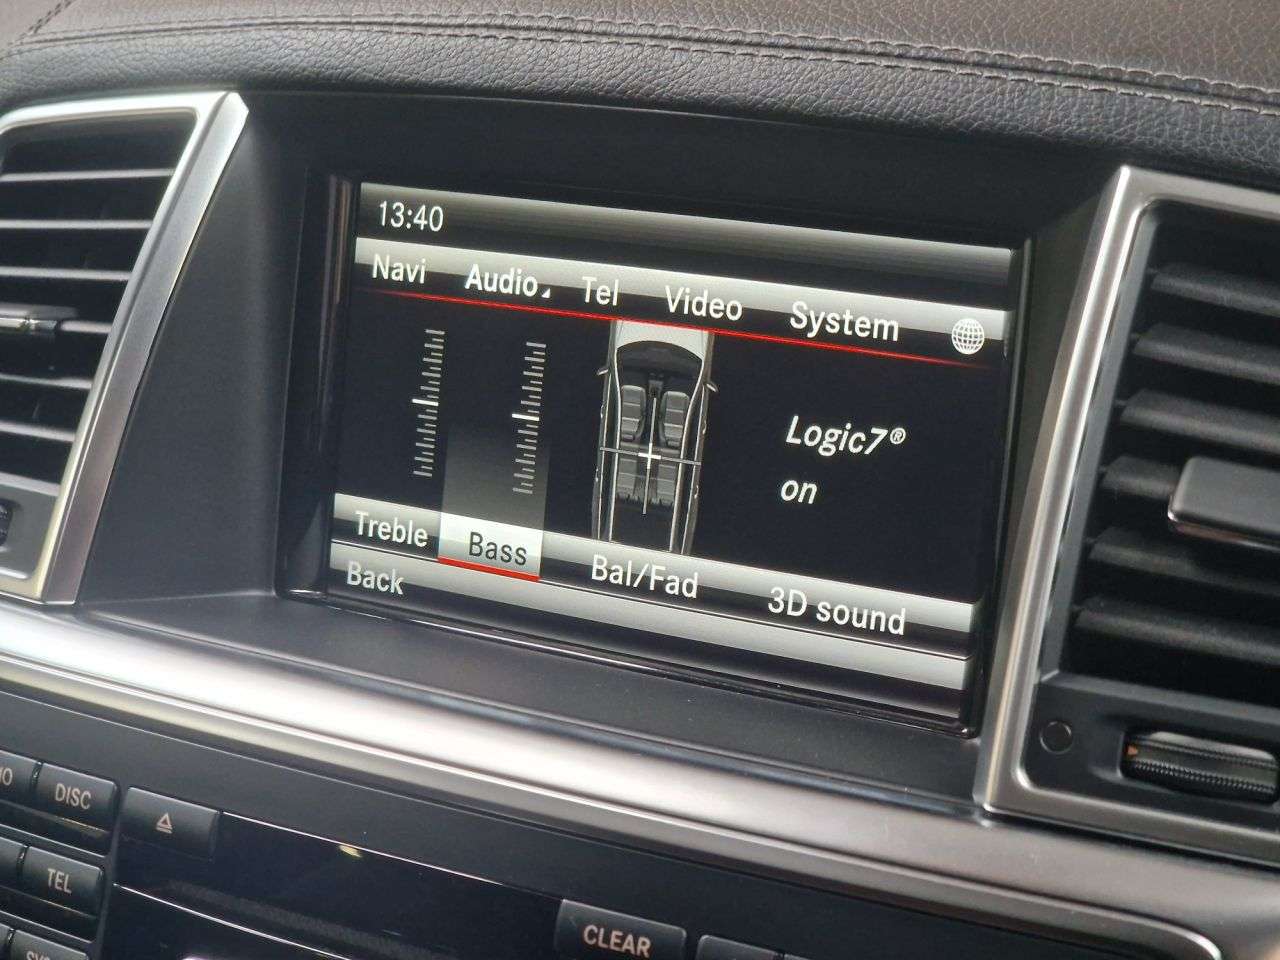 13:40
Navi Audio Tel Video System
Logic7®
on
Treble Bass Bal/Fad 3D sound
Back
DISC
TEL
CLEAR